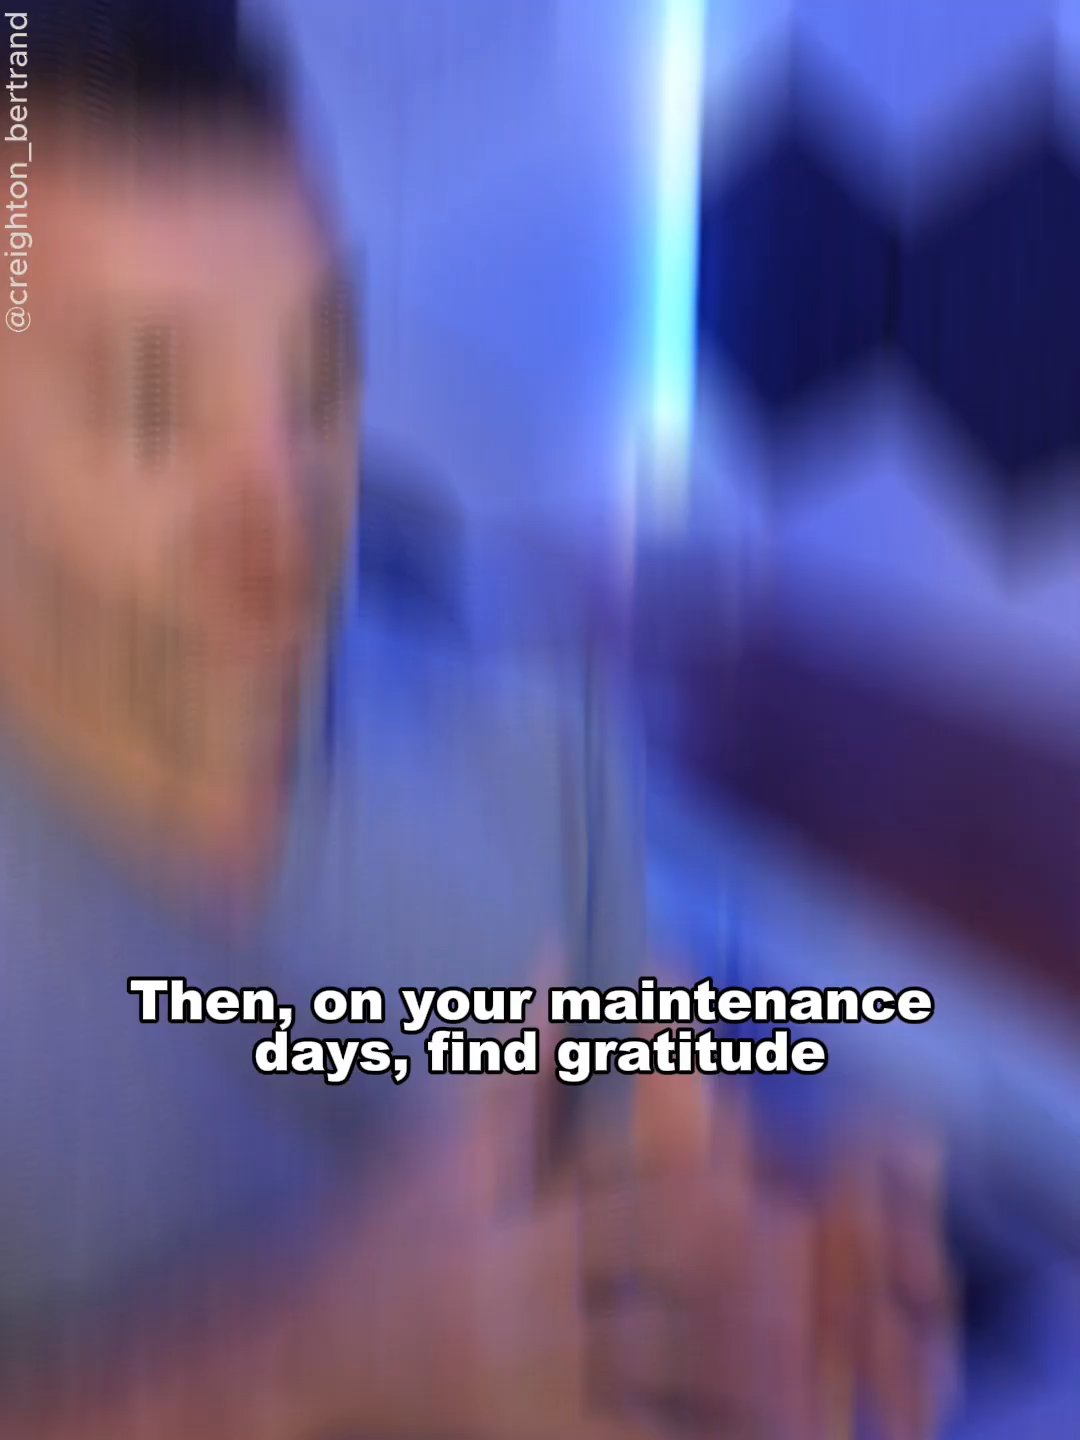 @creighton_bertrand
Then, on your maintenance
days, find gratitude